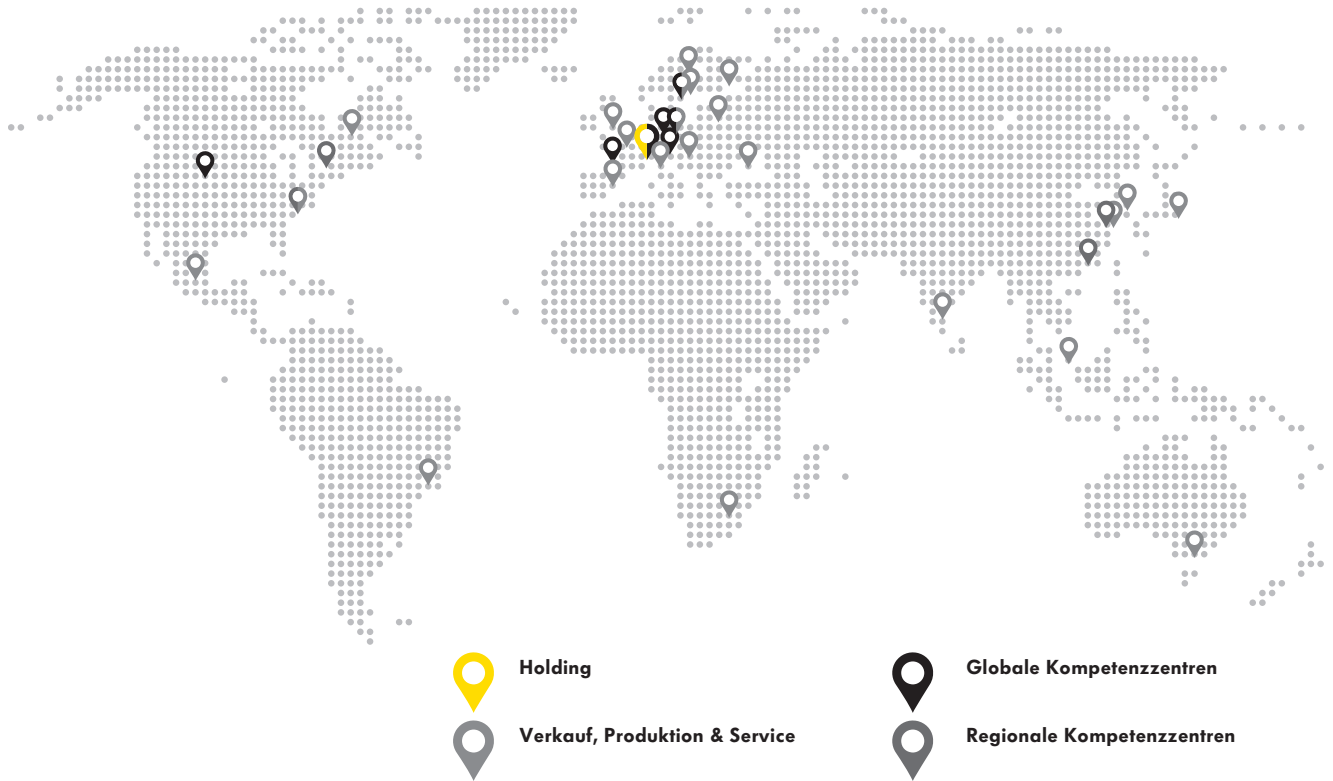 Holding
Globale Kompetenzzentren
Verkauf, Produktion & Service
Regionale Kompetenzzentren